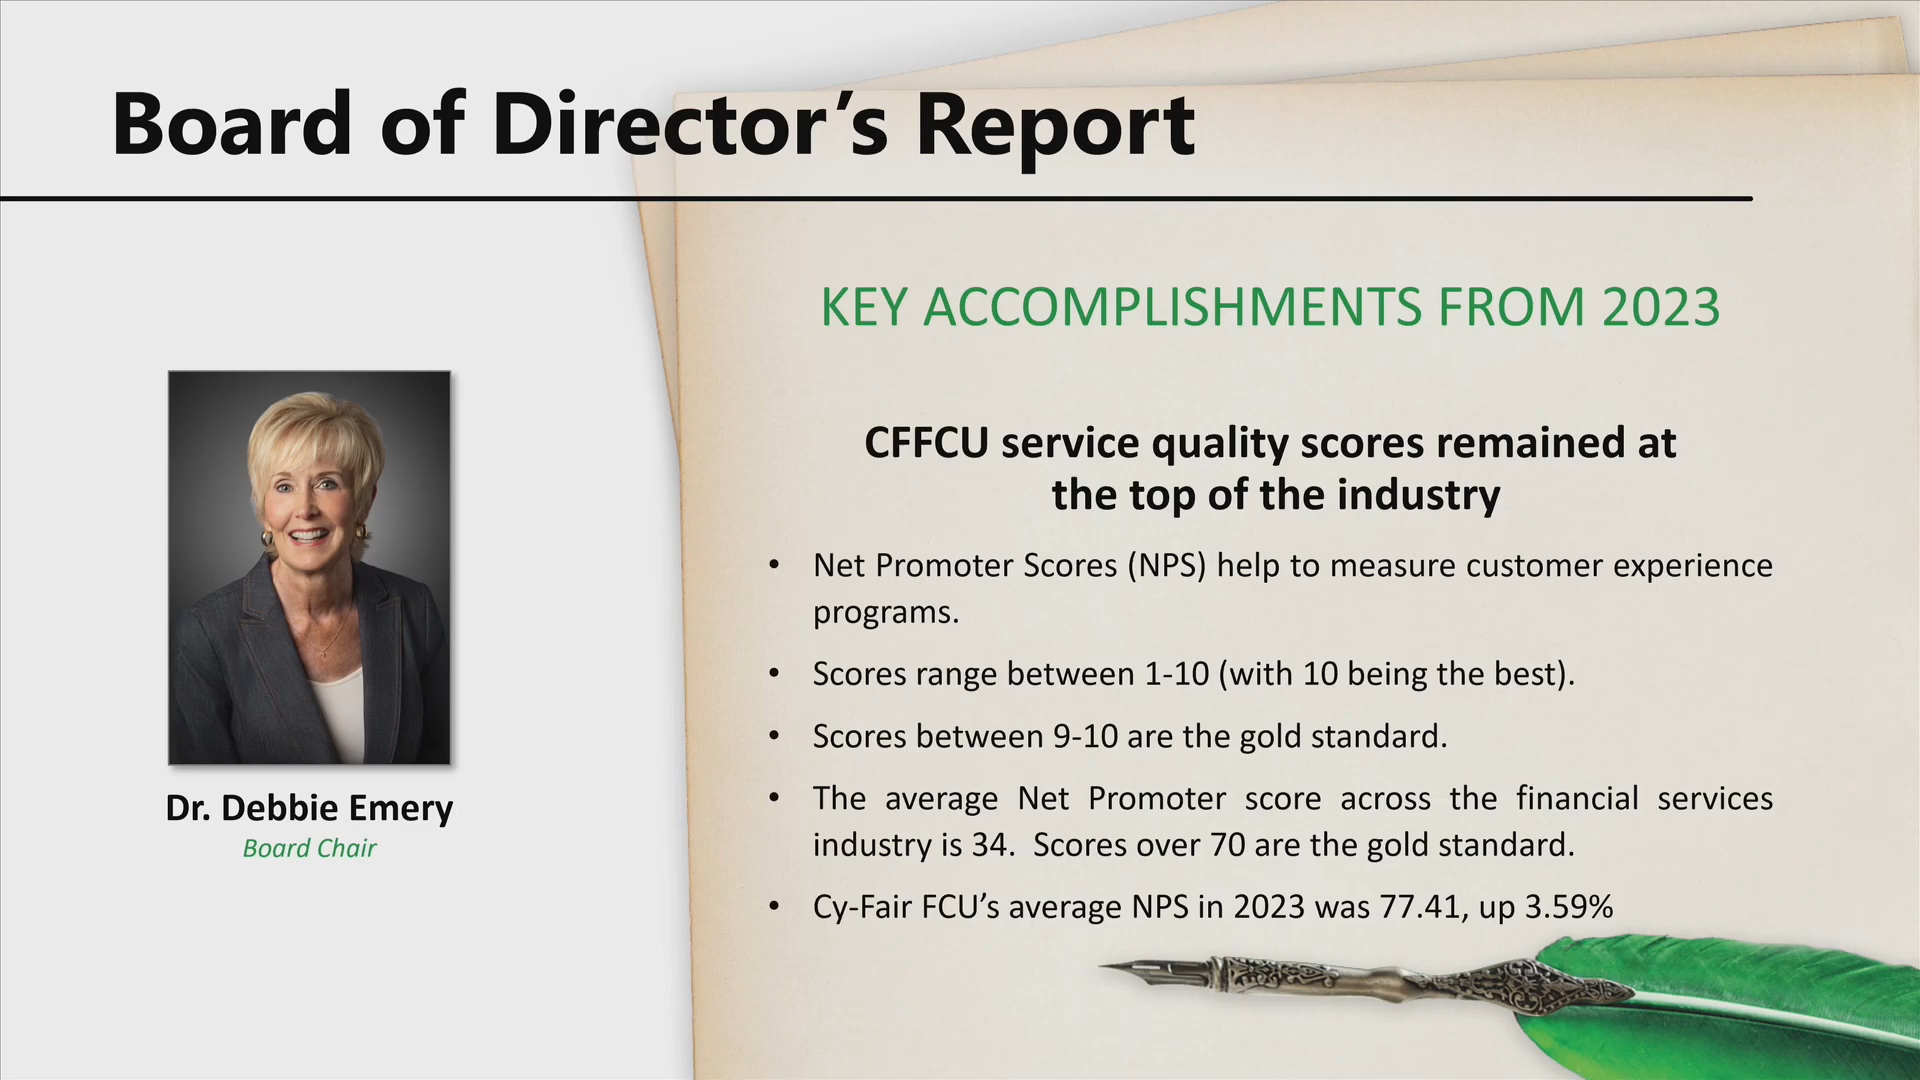 Board of Director’s Report
KEY ACCOMPLISHMENTS FROM 2023
CFFCU service quality scores remained at
the top of the industry
• Net Promoter Scores (NPS) help to measure customer experience
programs.
• Scores range between 1-10 (with 10 being the best).
• Scores between 9-10 are the gold standard.
• The average Net Promoter score across the financial services
industry is 34.  Scores over 70 are the gold standard.
• Cy-Fair FCU’s average NPS in 2023 was 77.41, up 3.59%
Dr. Debbie Emery
Board Chair